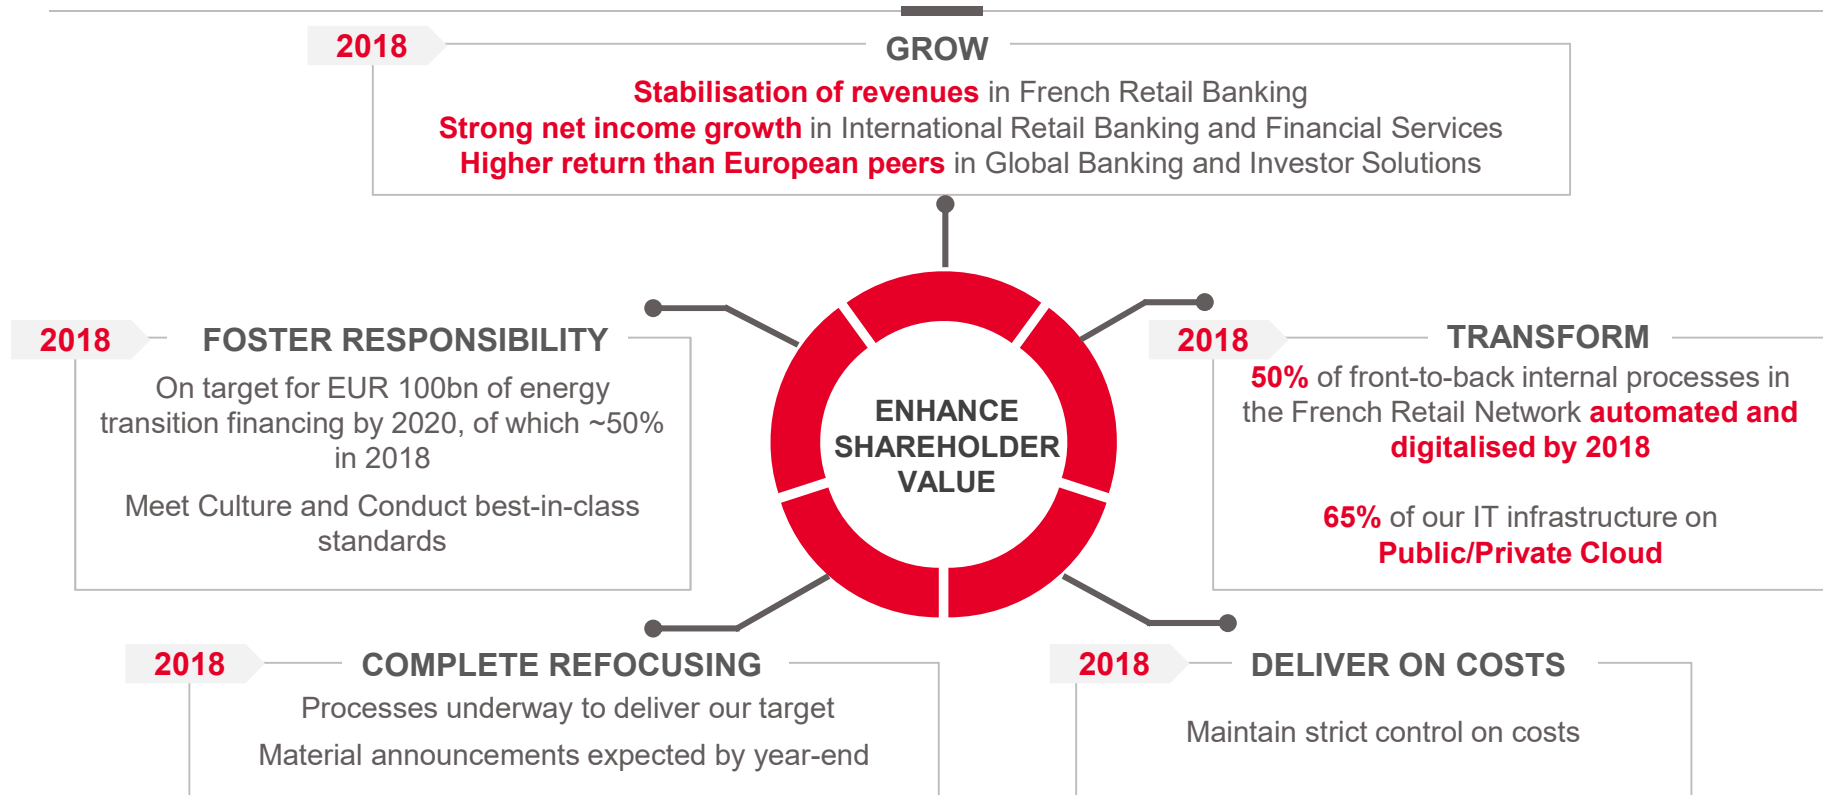 2018
GROW
Stabilisation of revenues in French Retail Banking
Strong net income growth in International Retail Banking and Financial Services
Higher return than European peers in Global Banking and Investor Solutions
2018
FOSTER RESPONSIBILITY
On target for EUR 100bn of energy
transition financing by 2020, of which ~50%
in 2018
Meet Culture and Conduct best-in-class
standards
ENHANCE
SHAREHOLDER
VALUE
2018
TRANSFORM
50% of front-to-back internal processes in
the French Retail Network automated and
digitalised by 2018
65% of our IT infrastructure on
Public/Private Cloud
2018
COMPLETE REFOCUSING
Processes underway to deliver our target
Material announcements expected by year-end
2018
DELIVER ON COSTS
Maintain strict control on costs